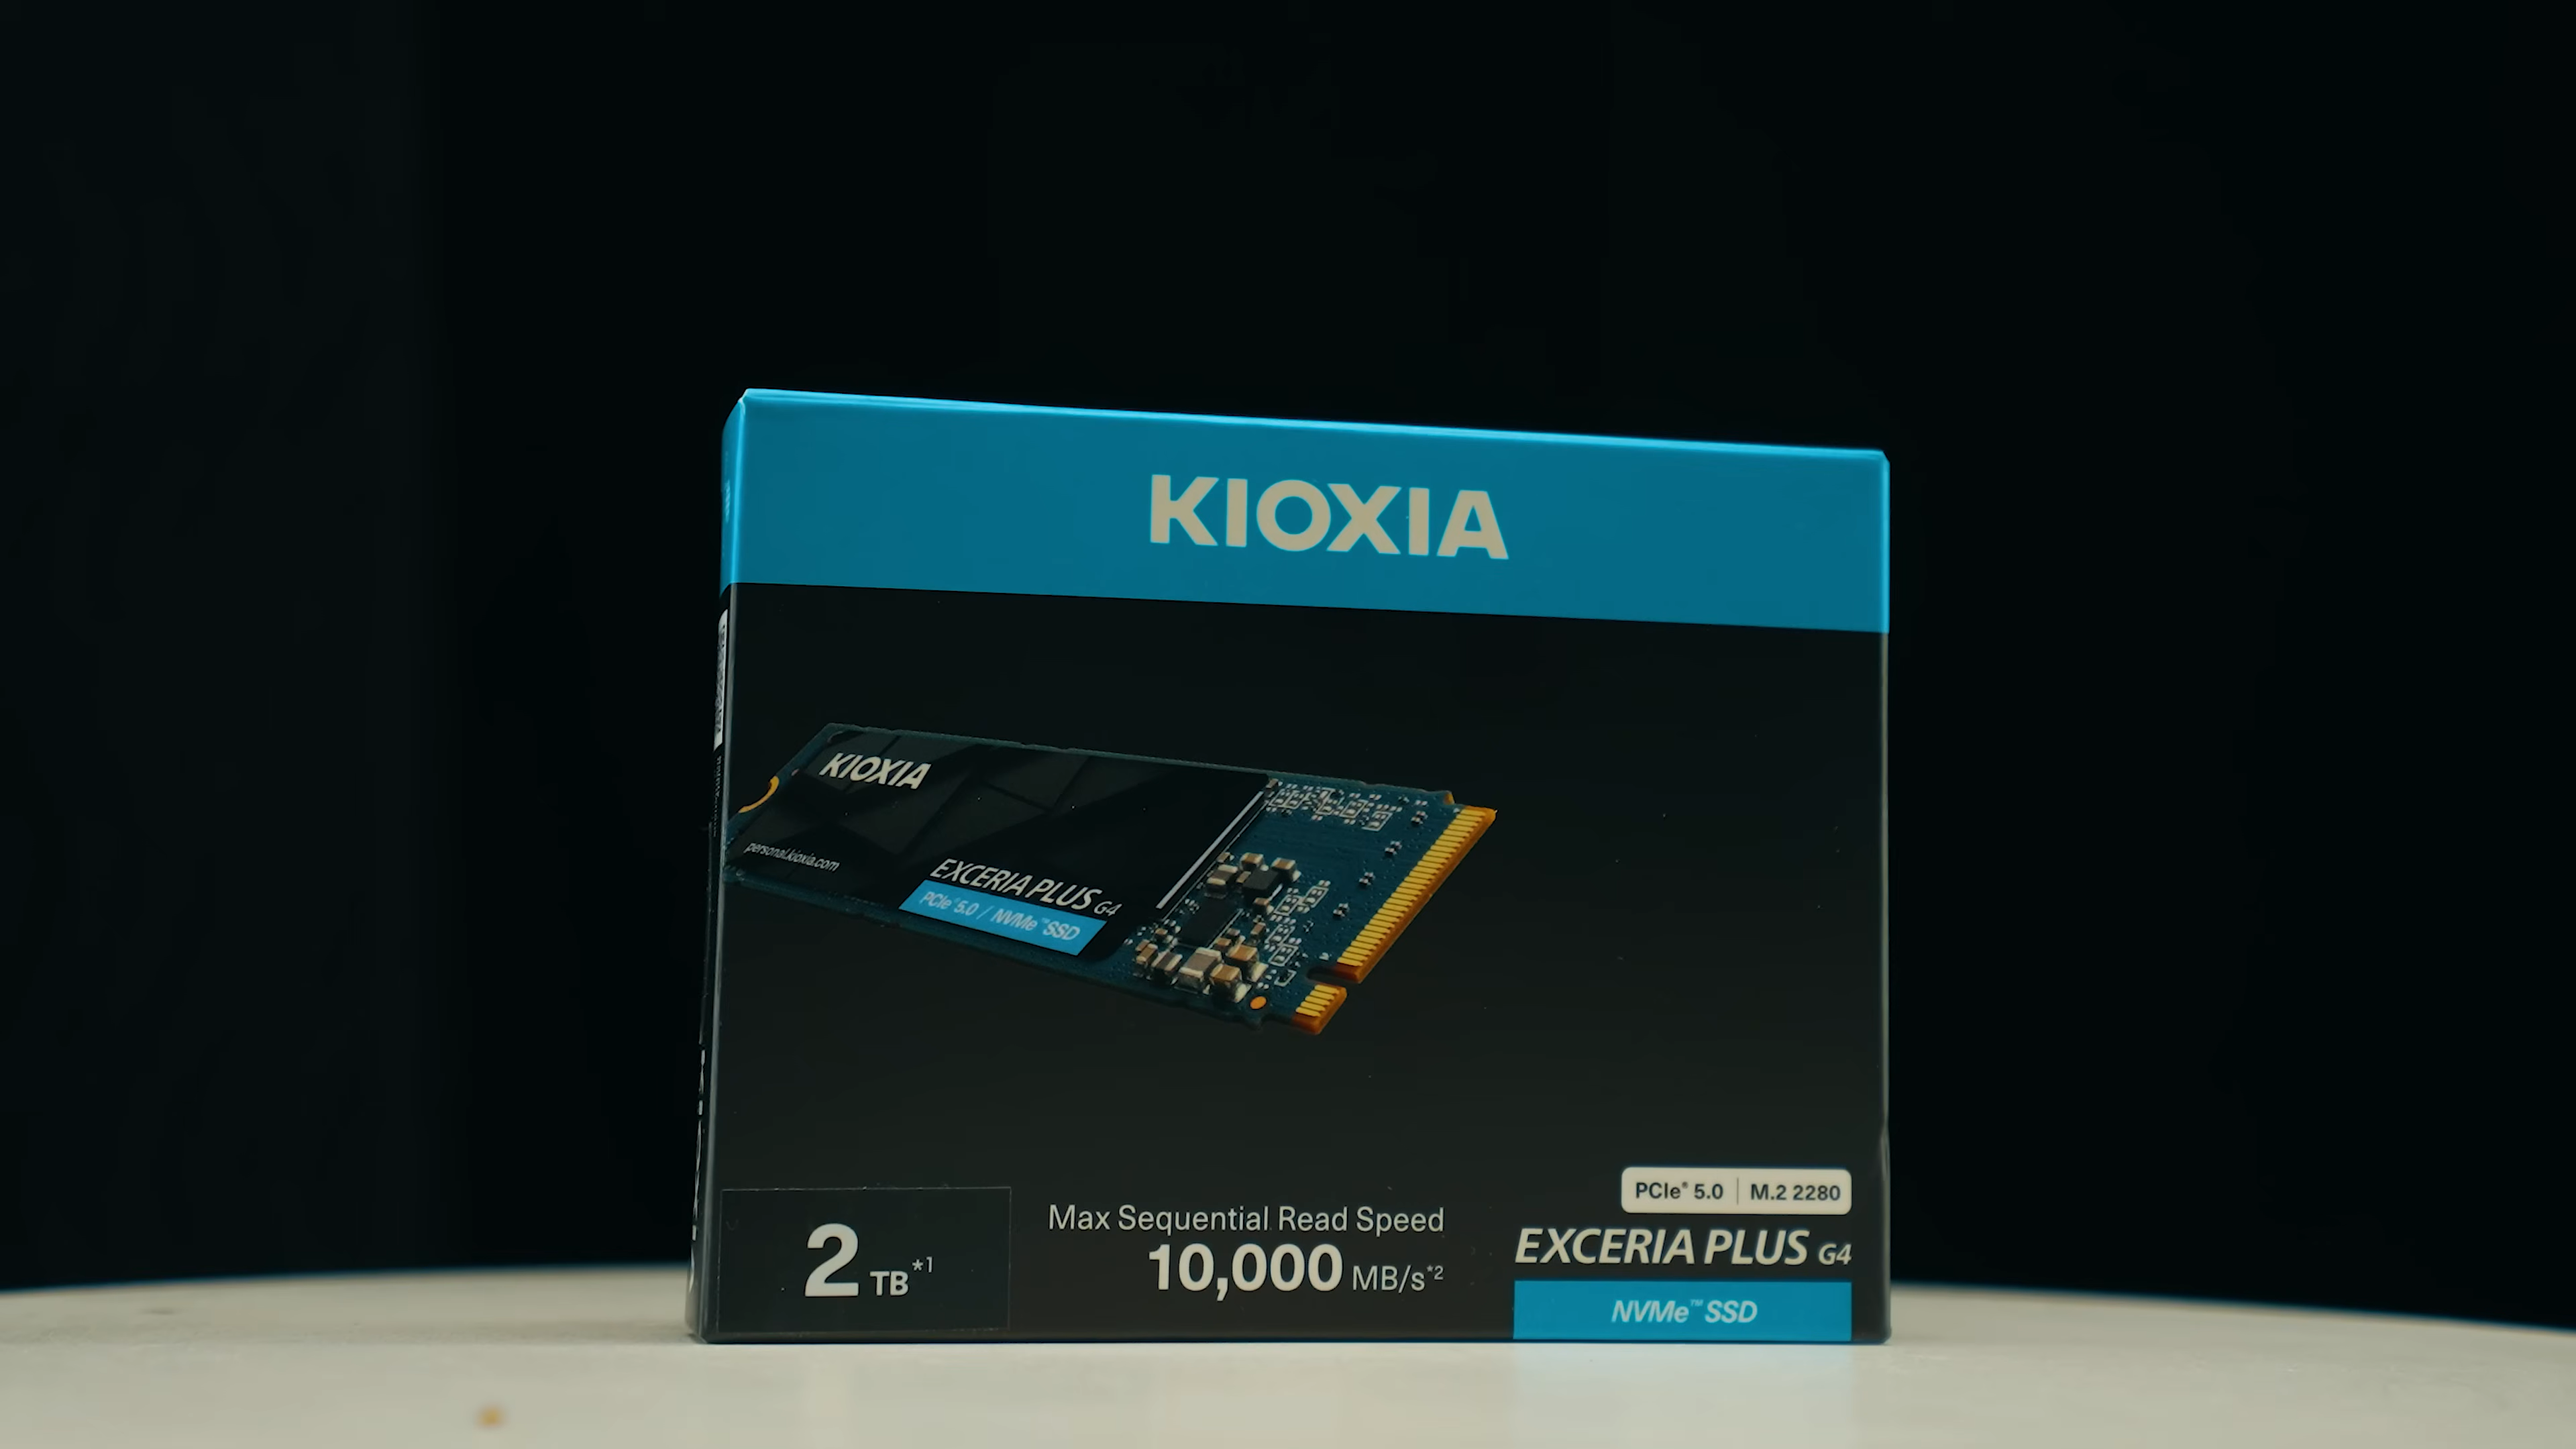 KIOXIA
KIOXIA
personal.kioxia.com
EXCERIA PLUS G4
PCIe® 5.0 / NVMe™ SSD
2 TB*1
Max Sequential Read Speed
10,000 MB/s*2
PCIe® 5.0 | M.2 2280
EXCERIA PLUS G4
NVMe™ SSD